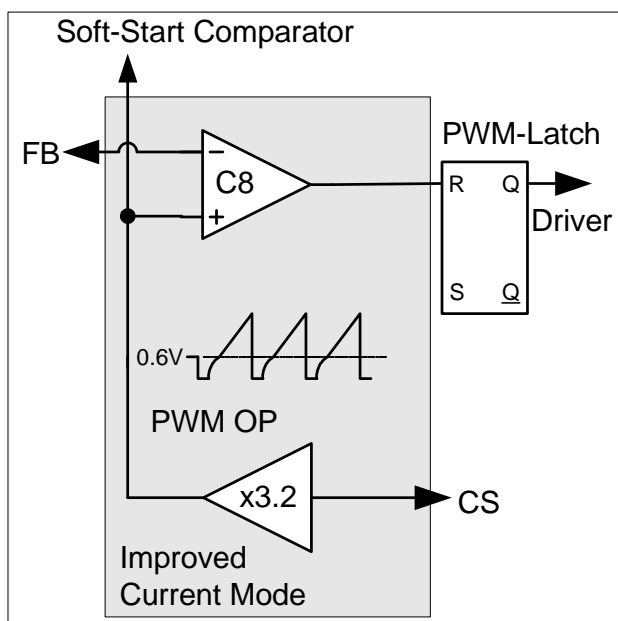 Soft-Start Comparator
FB
C8
PWM-Latch
R Q
Driver
S Q
0.6V
PWM OP
x3.2
CS
Improved
Current Mode